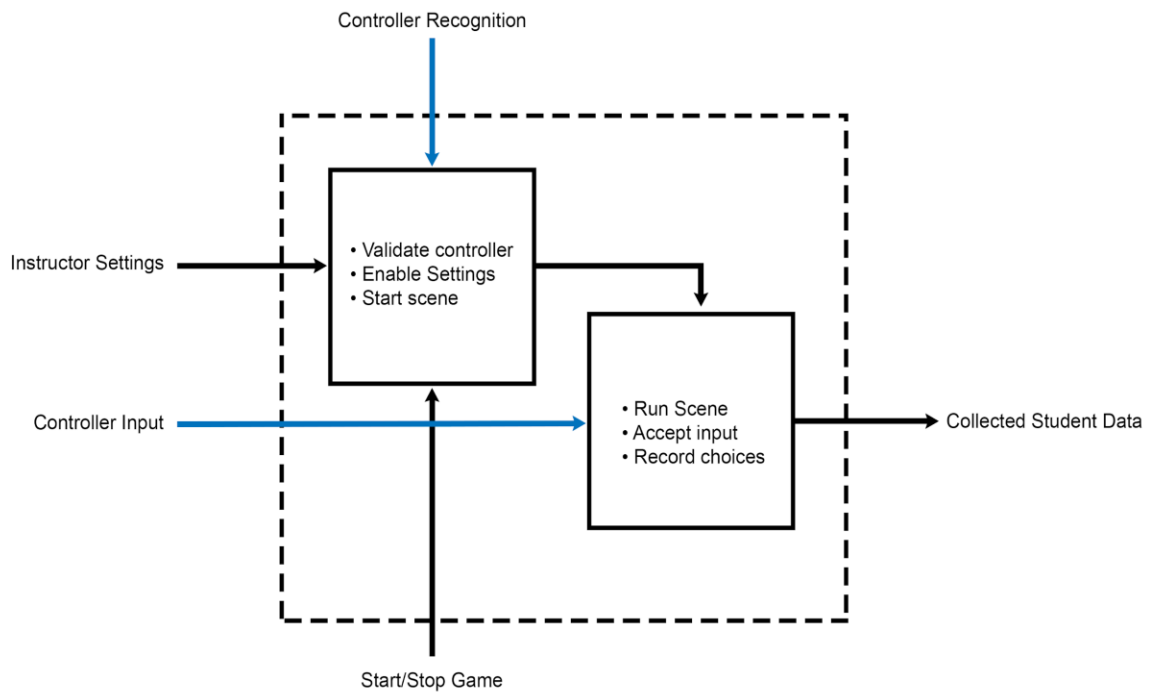 Controller Recognition
Instructor Settings
• Validate controller
• Enable Settings
• Start scene
Controller Input
• Run Scene
• Accept input
• Record choices
Collected Student Data
Start/Stop Game